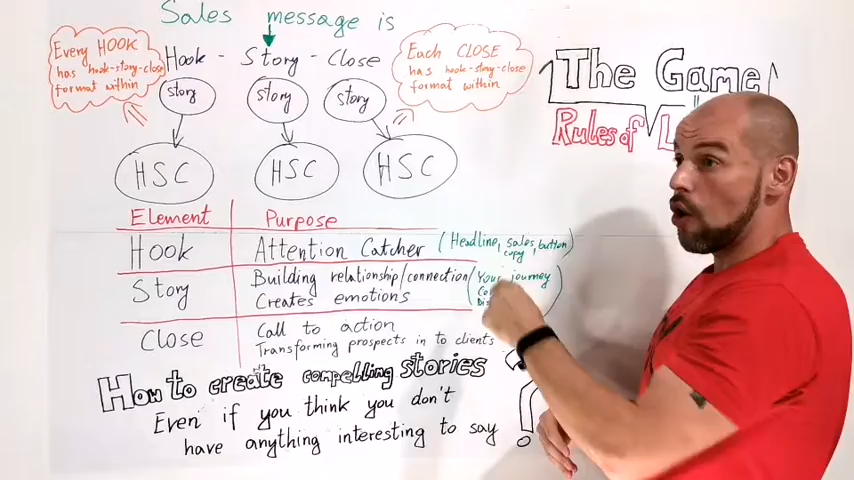 Sales message is
Hook - Story - Close
Every HOOK
has hook-story-close
format within
Each CLOSE
has hook-story-close
format within
story
story
story
HSC
HSC
HSC
The Game
Rules of
Element Purpose
Hook Attention Catcher (Headline, sales, button)
copy,
Story Building relationship/connection (Your journey
Creates emotions
Close Call to action
Transforming prospects in to clients
How to create compelling stories
Even if you think you don't
have anything interesting to say
?